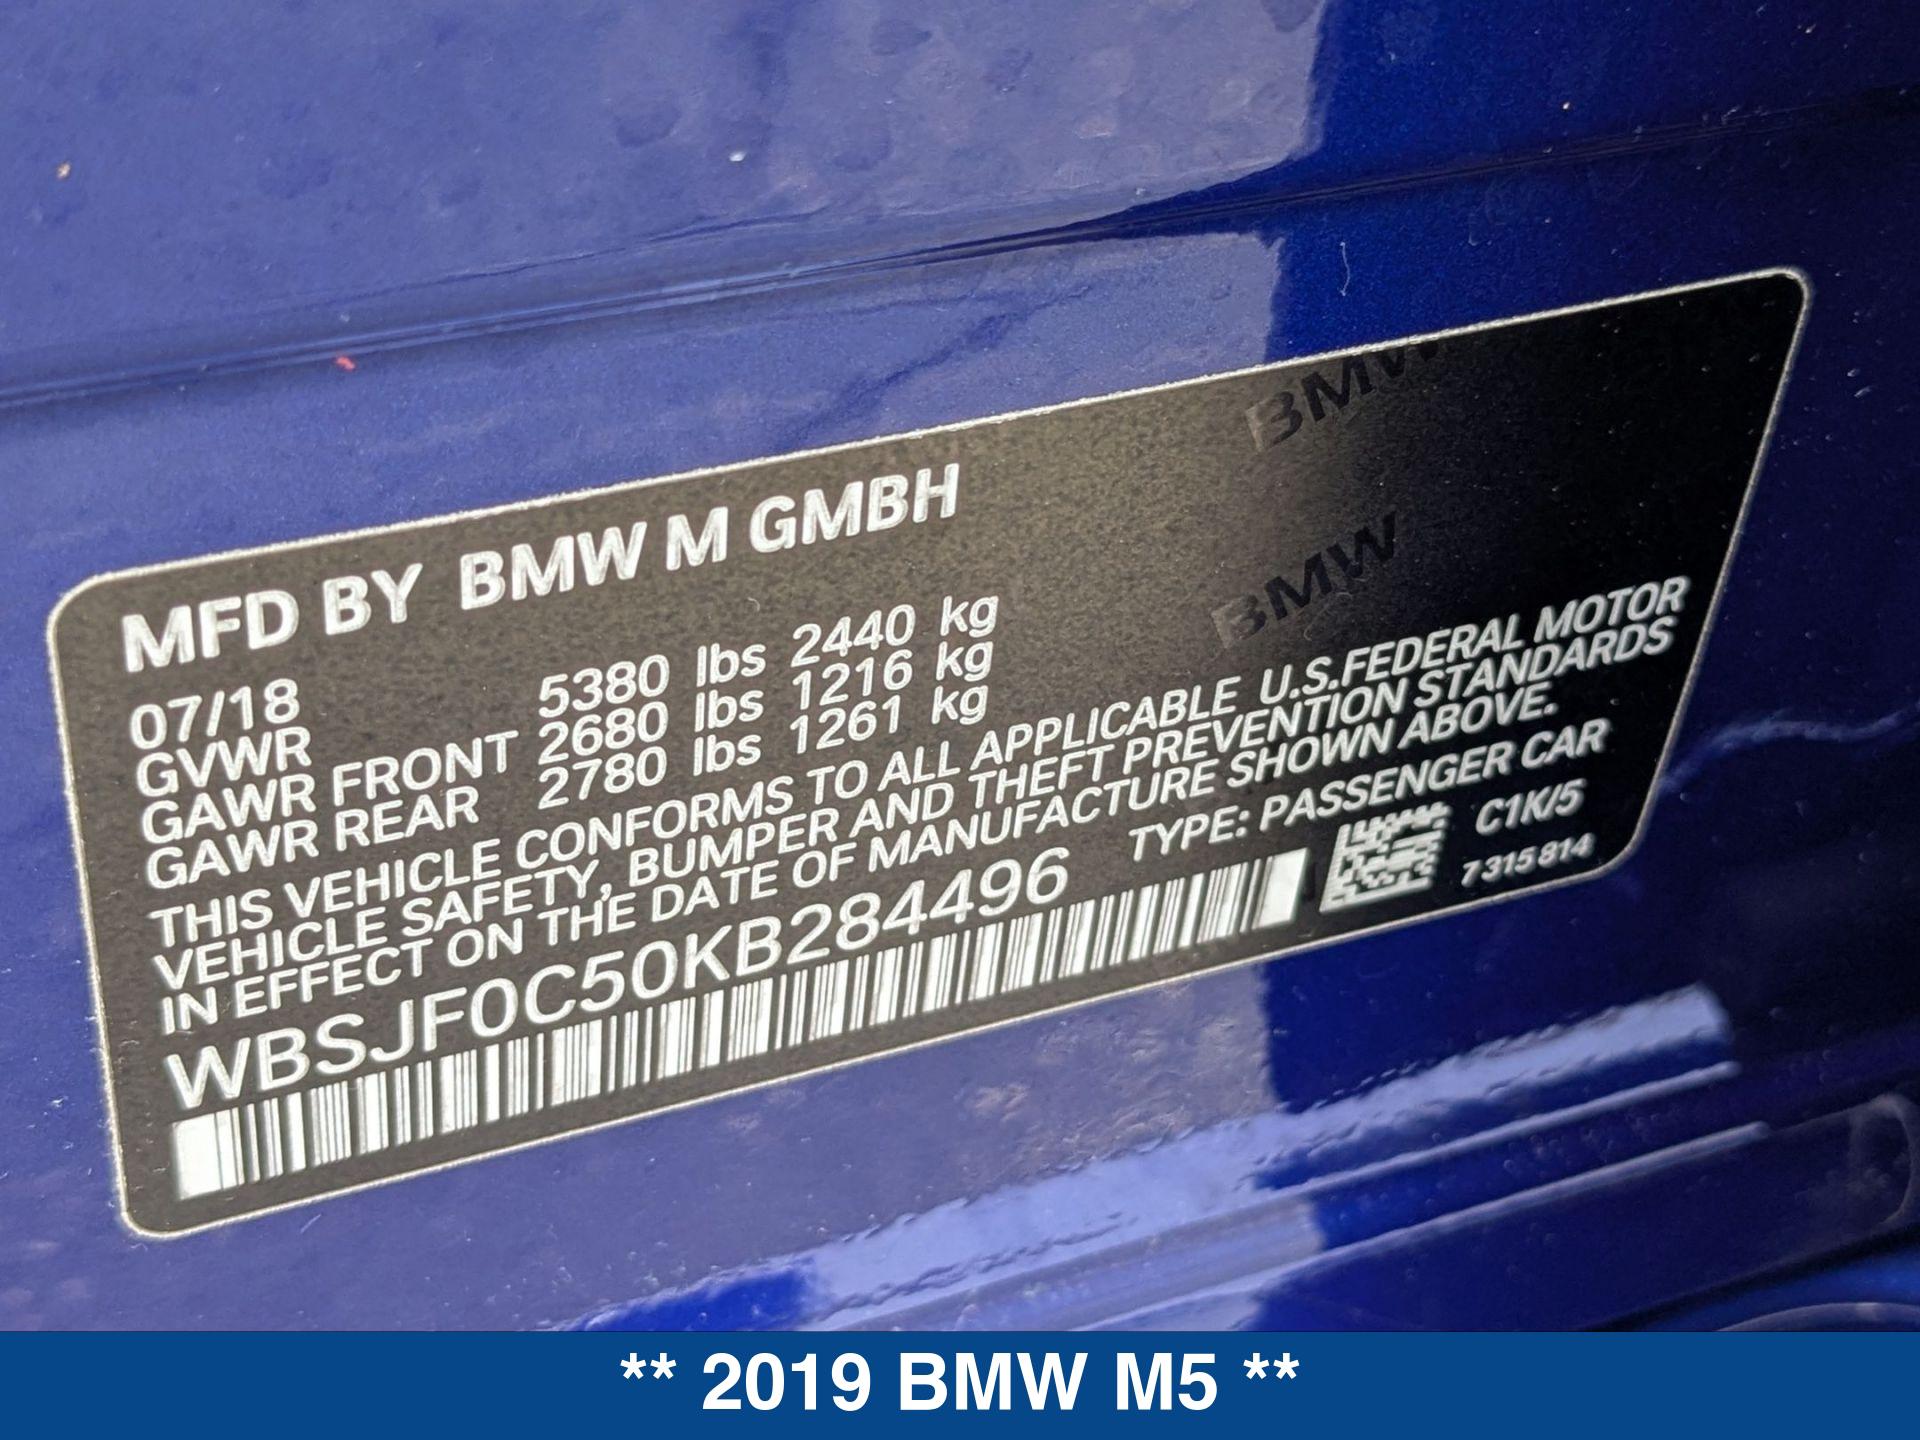 BMW
BMW
MFD BY BMW M GMBH
07/18
GVWR 5380 lbs 2440 kg
GAWR FRONT 2680 lbs 1216 kg
GAWR REAR 2780 lbs 1261 kg
THIS VEHICLE CONFORMS TO ALL APPLICABLE U.S.FEDERAL MOTOR
VEHICLE SAFETY, BUMPER AND THEFT PREVENTION STANDARDS
IN EFFECT ON THE DATE OF MANUFACTURE SHOWN ABOVE.
WBSJF0C50KB284496 TYPE: PASSENGER CAR
C1K/5
7 315 814
** 2019 BMW M5 **